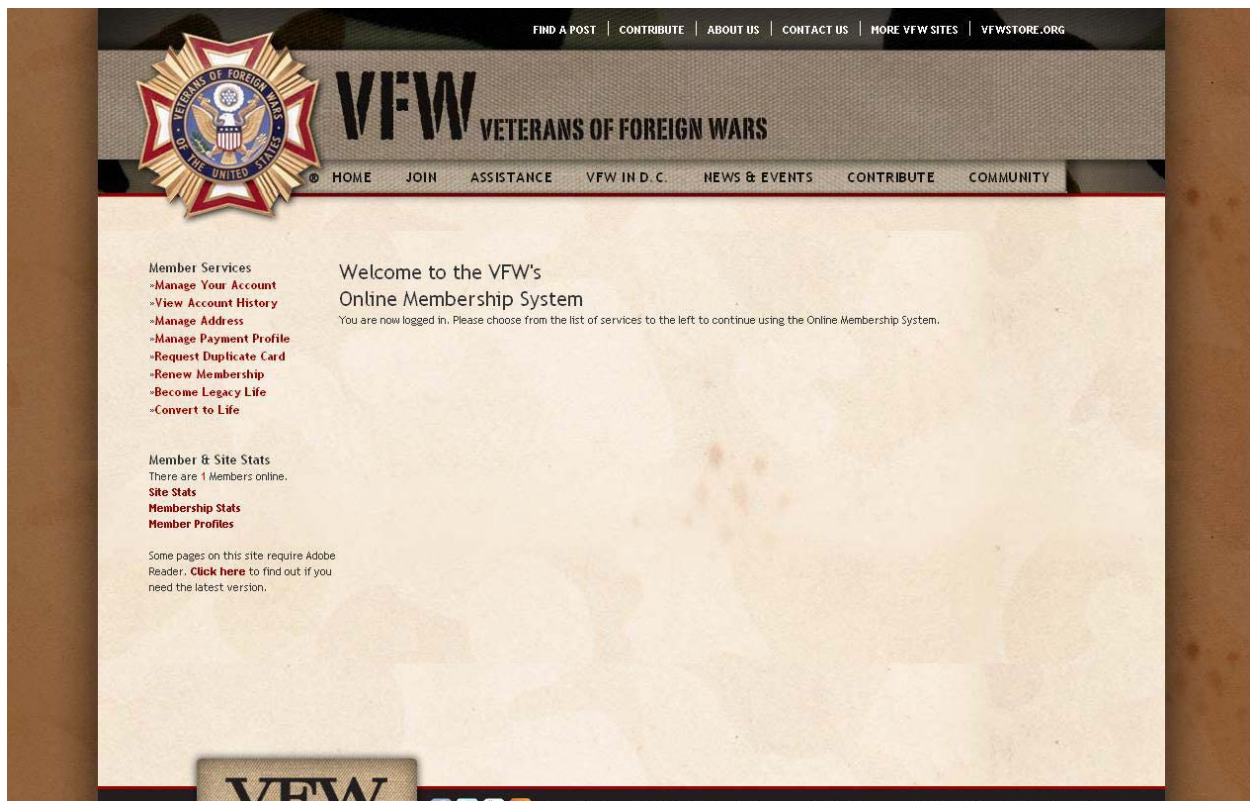 FIND A POST | CONTRIBUTE | ABOUT US | CONTACT US | MORE VFW SITES | VFWSTORE.ORG
VETERANS OF FOREIGN WARS
OF THE UNITED STATES
®
VFW VETERANS OF FOREIGN WARS
HOME JOIN ASSISTANCE VFW IN D.C. NEWS & EVENTS CONTRIBUTE COMMUNITY
Member Services
»Manage Your Account
»View Account History
»Manage Address
»Manage Payment Profile
»Request Duplicate Card
»Renew Membership
»Become Legacy Life
»Convert to Life
Member & Site Stats
There are 1 Members online.
Site Stats
Membership Stats
Member Profiles
Some pages on this site require Adobe
Reader. Click here to find out if you
need the latest version.
Welcome to the VFW's
Online Membership System
You are now logged in. Please choose from the list of services to the left to continue using the Online Membership System.
VFW